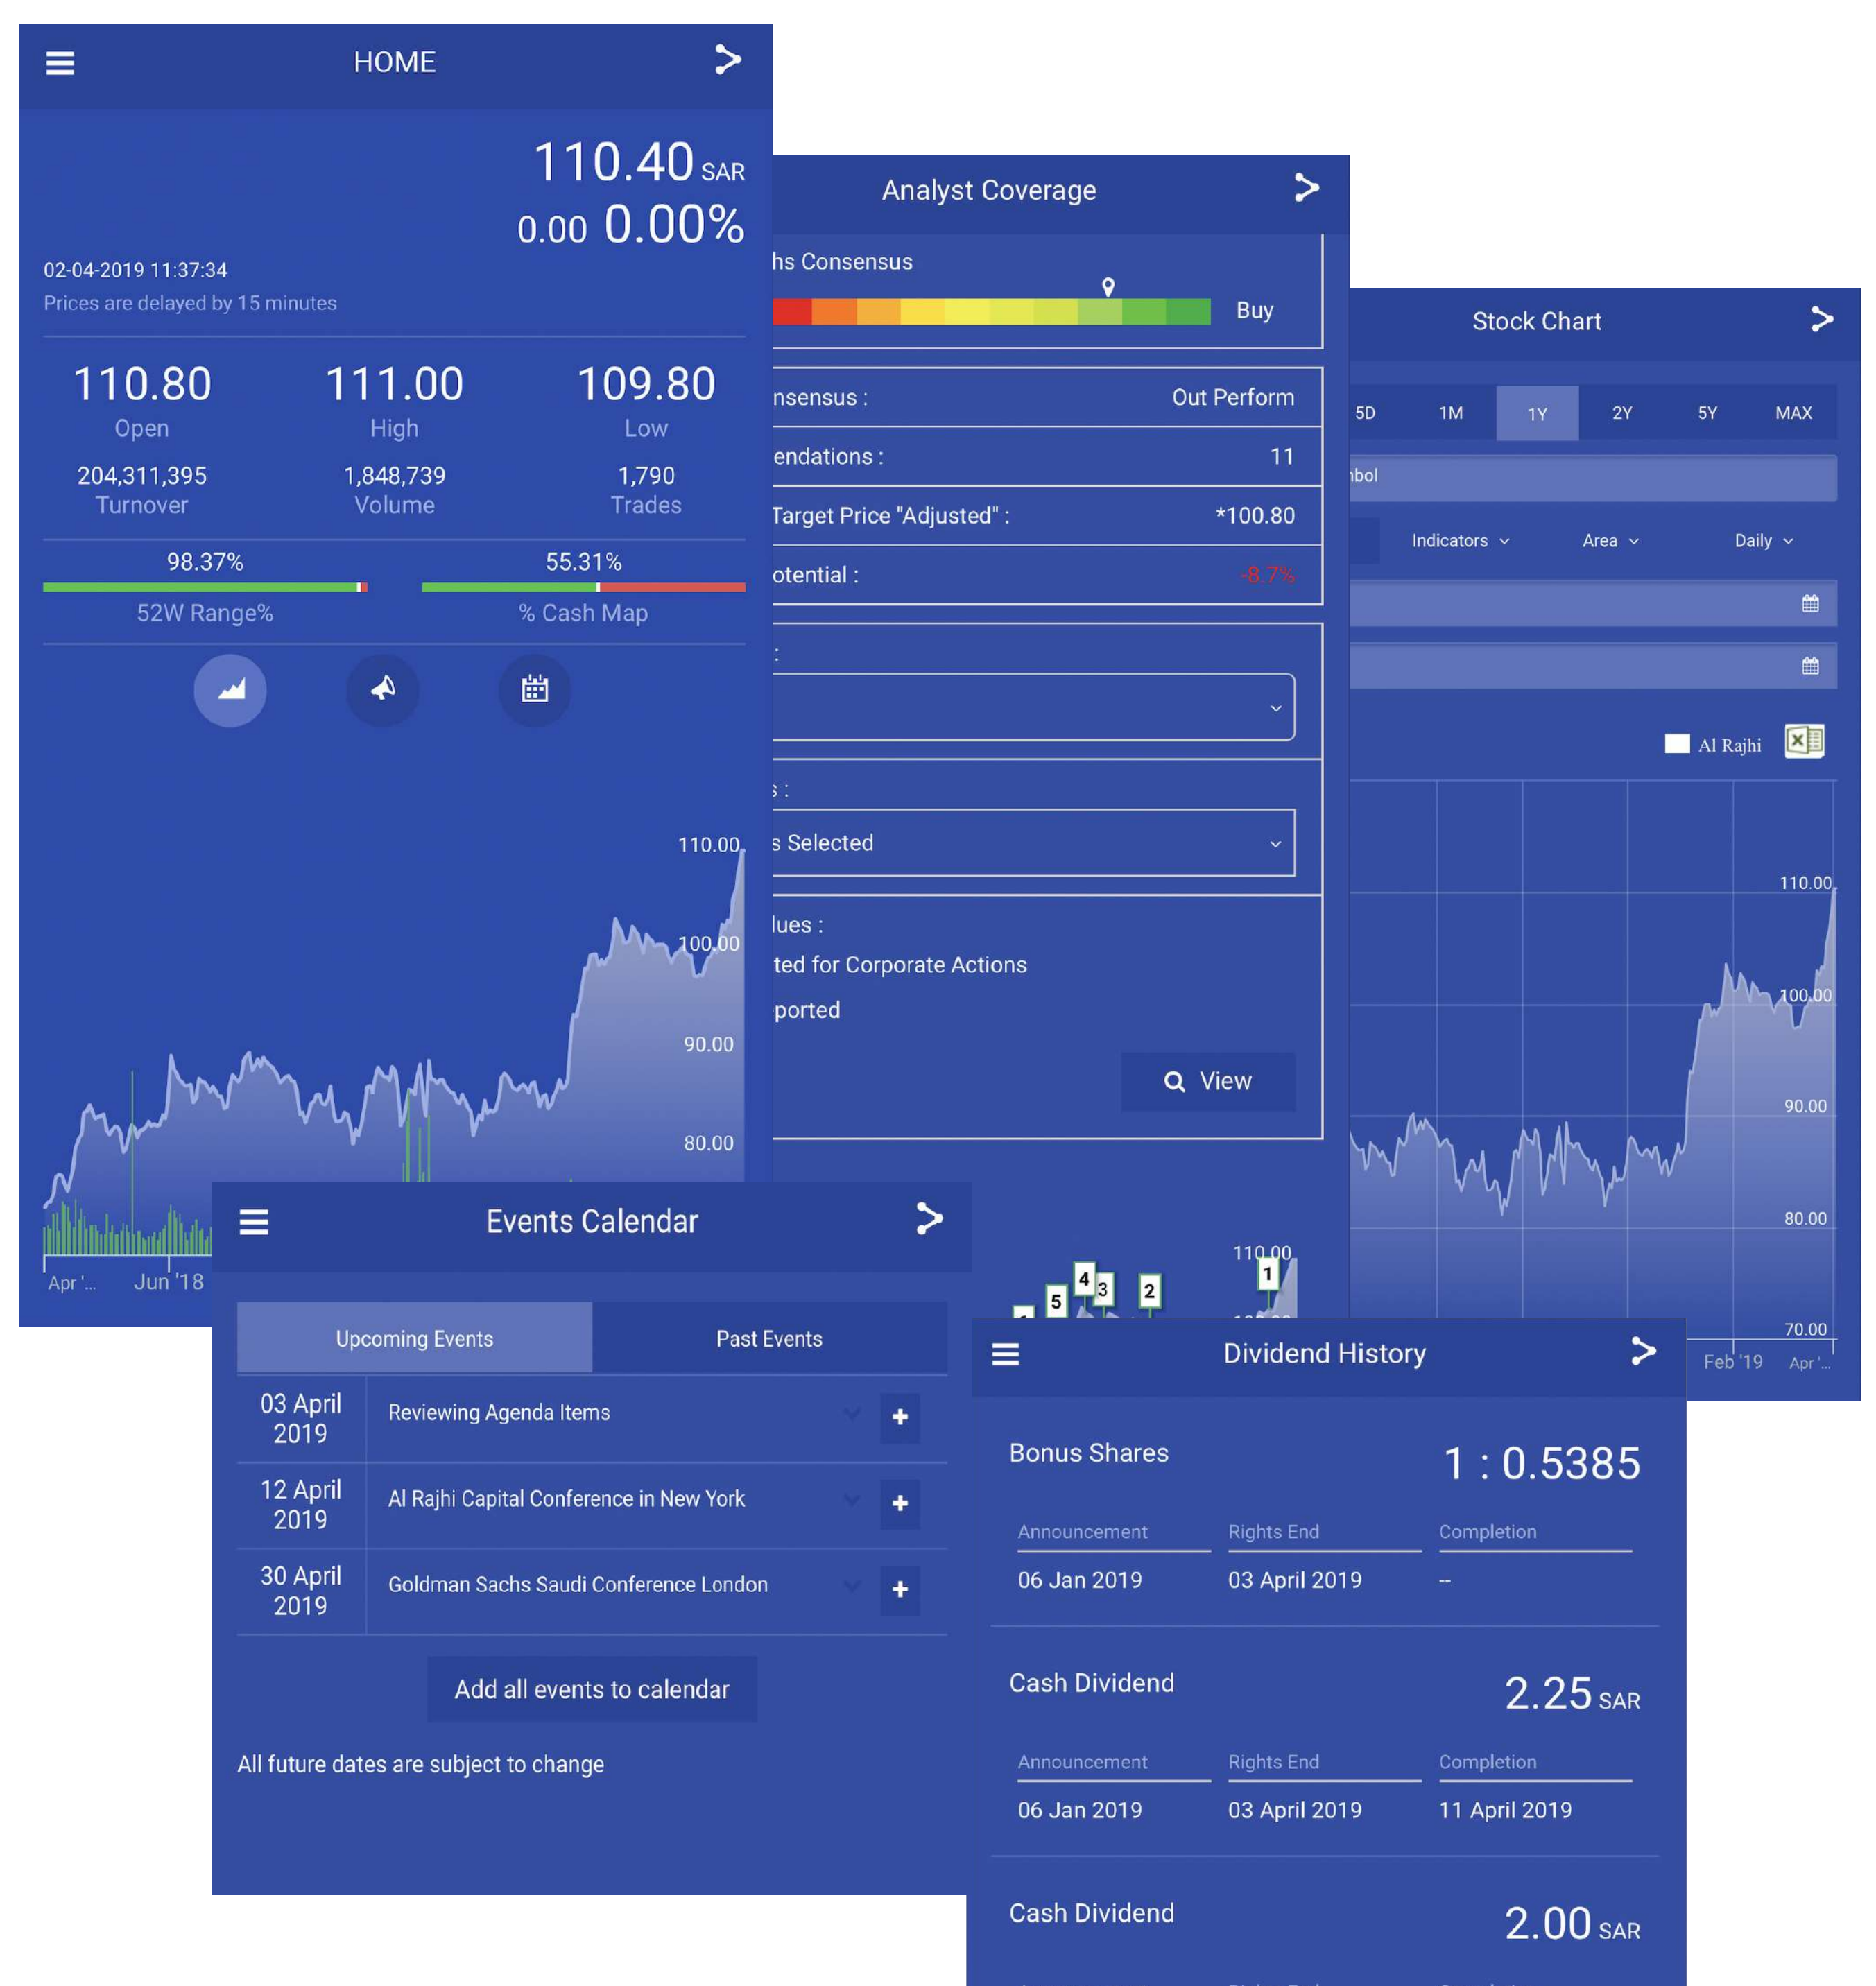 HOME
110.40 SAR
0.00 0.00%
02-04-2019 11:37:34
Prices are delayed by 15 minutes
110.80 111.00 109.80
Open High Low
204,311,395 1,848,739 1,790
Turnover Volume Trades
98.37% 55.31%
52W Range% % Cash Map
110.00
100.00
90.00
80.00
Apr '... Jun '18
Analyst Coverage
hs Consensus
Buy
nsensus : Out Perform
endations : 11
Target Price "Adjusted" : *100.80
otential : -8.7%
:
s :
s Selected
lues :
ted for Corporate Actions
ported
View
110.00
5 4 3 2 1
Stock Chart
5D 1M 1Y 2Y 5Y MAX
nbol
Indicators Area Daily
Al Rajhi
110.00
100.00
90.00
80.00
70.00
Feb '19 Apr '...
Events Calendar
Upcoming Events Past Events
03 April
2019
Reviewing Agenda Items
12 April
2019
Al Rajhi Capital Conference in New York
30 April
2019
Goldman Sachs Saudi Conference London
Add all events to calendar
All future dates are subject to change
Dividend History
Bonus Shares 1 : 0.5385
Announcement Rights End Completion
06 Jan 2019 03 April 2019 --
Cash Dividend 2.25 SAR
Announcement Rights End Completion
06 Jan 2019 03 April 2019 11 April 2019
Cash Dividend 2.00 SAR